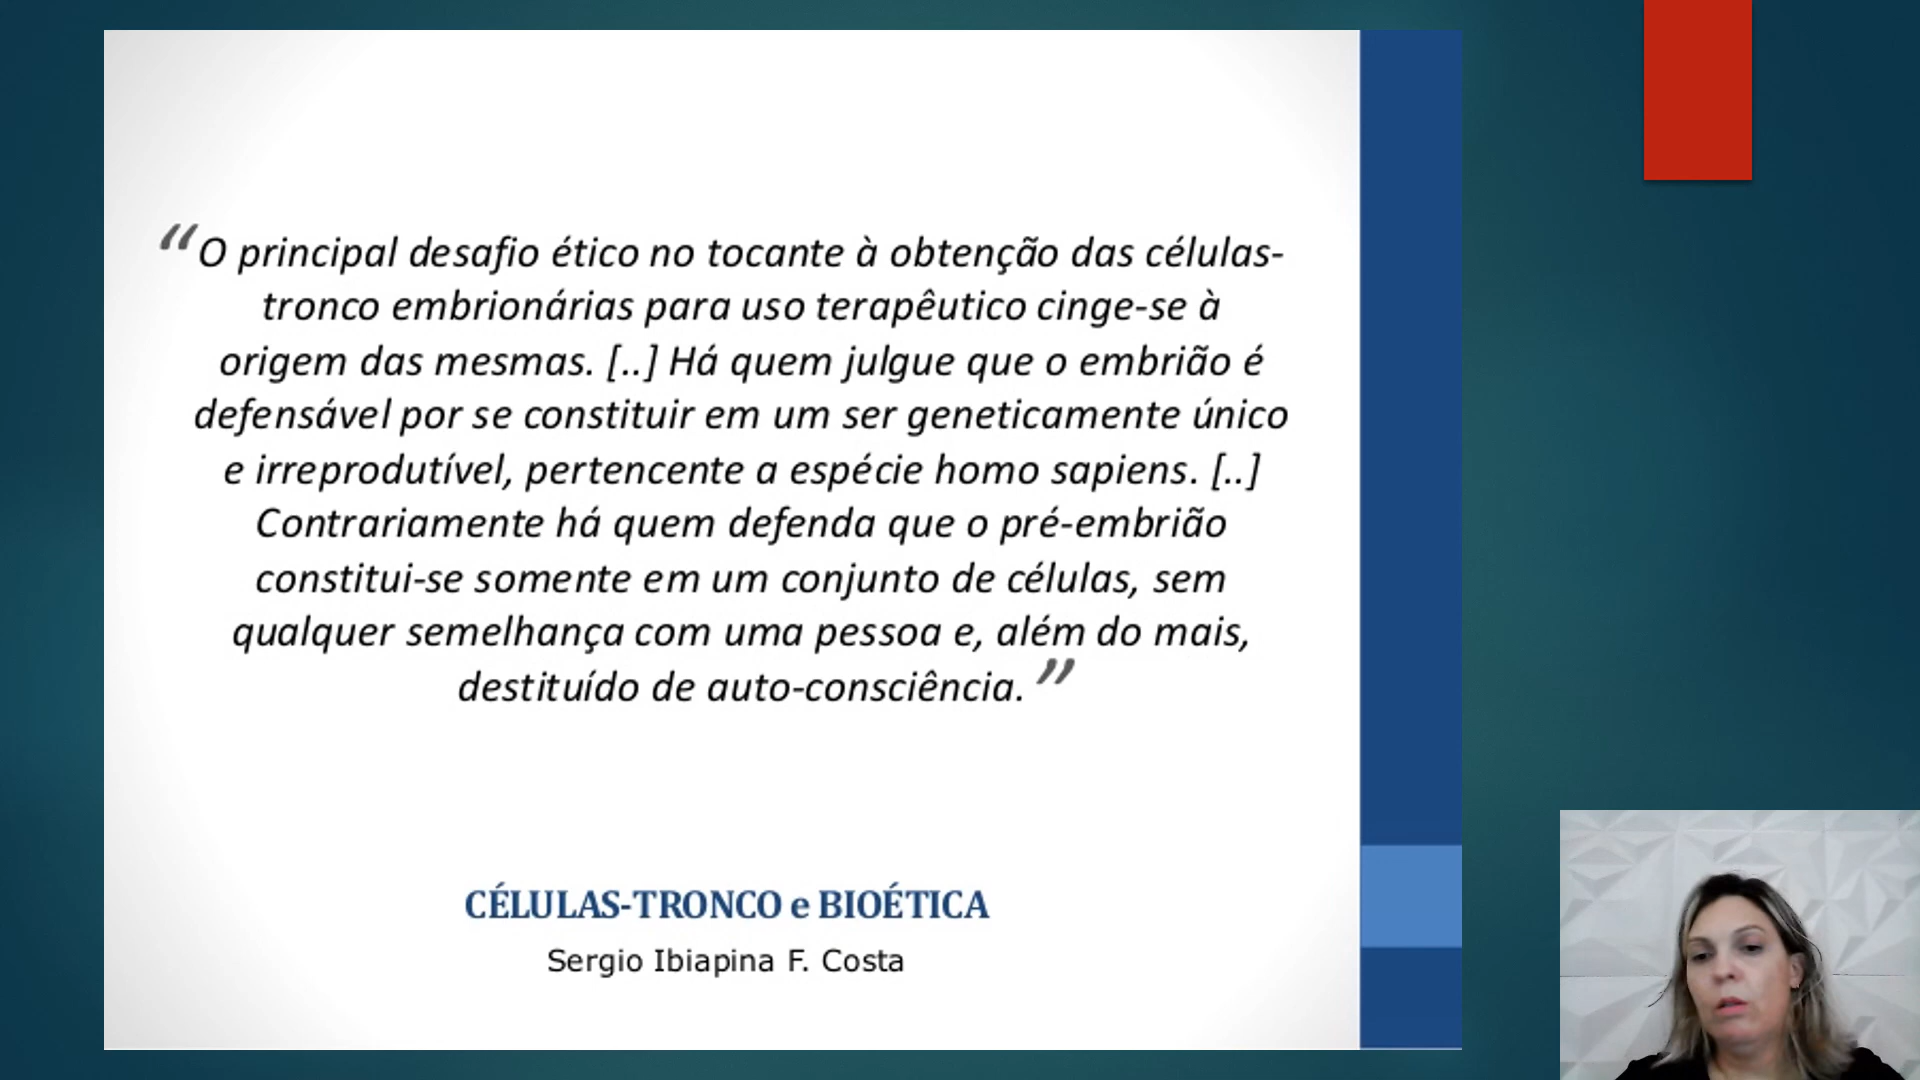 “O principal desafio ético no tocante à obtenção das células-
tronco embrionárias para uso terapêutico cinge-se à
origem das mesmas. [..] Há quem julgue que o embrião é
defensável por se constituir em um ser geneticamente único
e irreprodutível, pertencente a espécie homo sapiens. [..]
Contrariamente há quem defenda que o pré-embrião
constitui-se somente em um conjunto de células, sem
qualquer semelhança com uma pessoa e, além do mais,
destituído de auto-consciência.”
CÉLULAS-TRONCO e BIOÉTICA
Sergio Ibiapina F. Costa